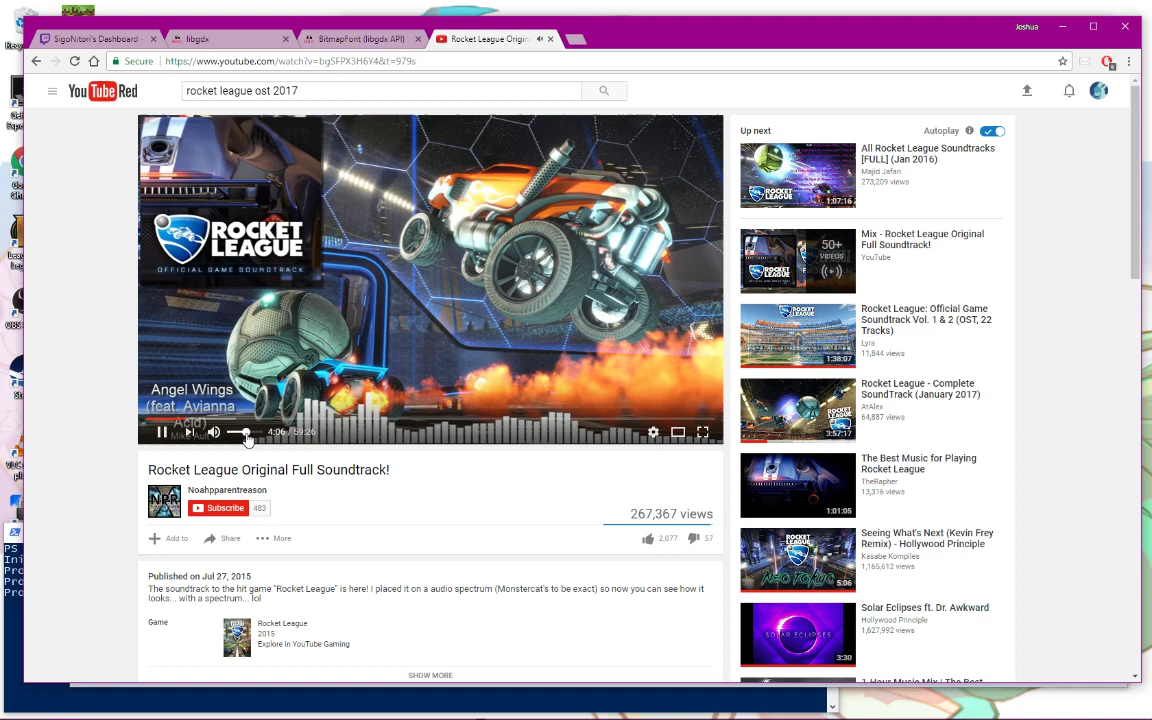 Joshua
SigoNitori's Dashboard -
libgdx
BitmapFont (libgdx API)
Rocket League Origin
Secure
https://www.youtube.com/watch?v=bgSFPX3H6Y4&t=979s
YouTube Red
rocket league ost 2017
ROCKET
LEAGUE
OFFICIAL GAME SOUNDTRACK
Angel Wings
(feat. Avianna
Acid)
4:06 / 59:26
Rocket League Original Full Soundtrack!
NPR
Noahpparentreason
Subscribe 483
267,367 views
Add to
Share
More
2,077
57
Published on Jul 27, 2015
The soundtrack to the hit game "Rocket League" is here! I placed it on a audio spectrum (Monstercat's to be exact) so now you can see how it
looks... with a spectrum... lol
Game
Rocket League
2015
Explore in YouTube Gaming
SHOW MORE
Up next
Autoplay
All Rocket League Soundtracks
[FULL] (Jan 2016)
Majid Jafari
273,209 views
1:07:16
Mix - Rocket League Original
Full Soundtrack!
YouTube
50+
VIDEOS
Rocket League: Official Game
Soundtrack Vol. 1 & 2 (OST, 22
Tracks)
Lyra
11,844 views
1:38:07
Rocket League - Complete
SoundTrack (January 2017)
AtAlex
64,887 views
3:57:17
The Best Music for Playing
Rocket League
TheRapher
13,316 views
1:01:05
Seeing What's Next (Kevin Frey
Remix) - Hollywood Principle
Kasabe Kompiles
1,165,612 views
NEO TOKYO
5:06
Solar Eclipses ft. Dr. Awkward
Hollywood Principle
1,627,992 views
SOLAR ECLIPSES
3:30
PS
Ini
Pro
Pro